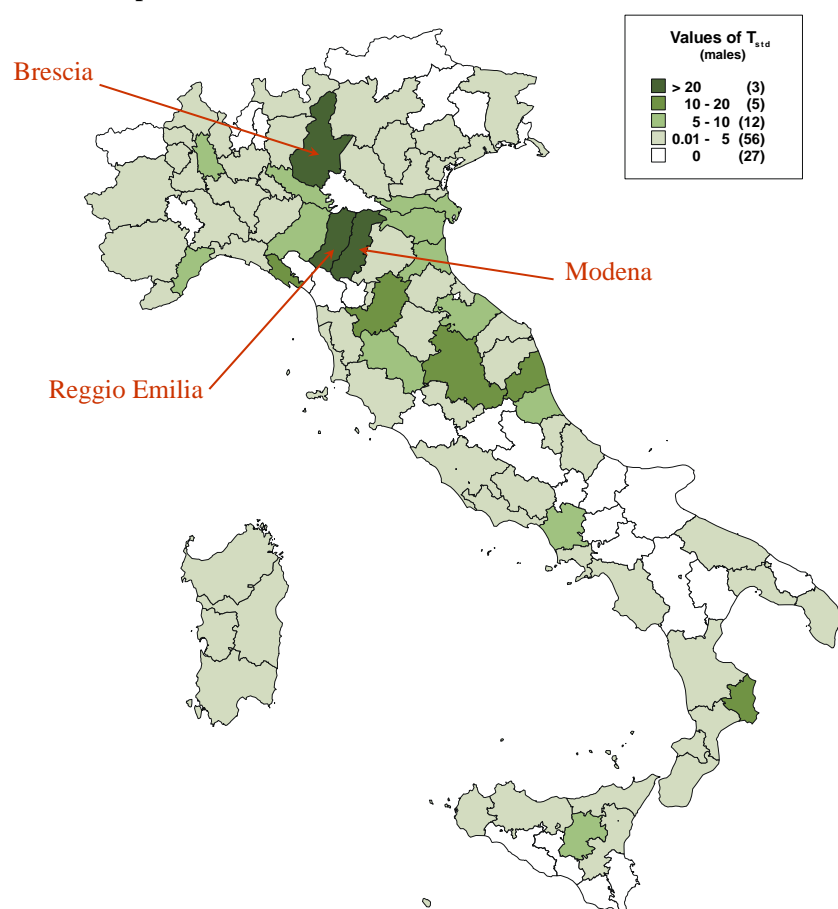 Values of Tstd
(males)
> 20 (3)
10 - 20 (5)
5 - 10 (12)
0.01 - 5 (56)
0 (27)
Brescia
Modena
Reggio Emilia